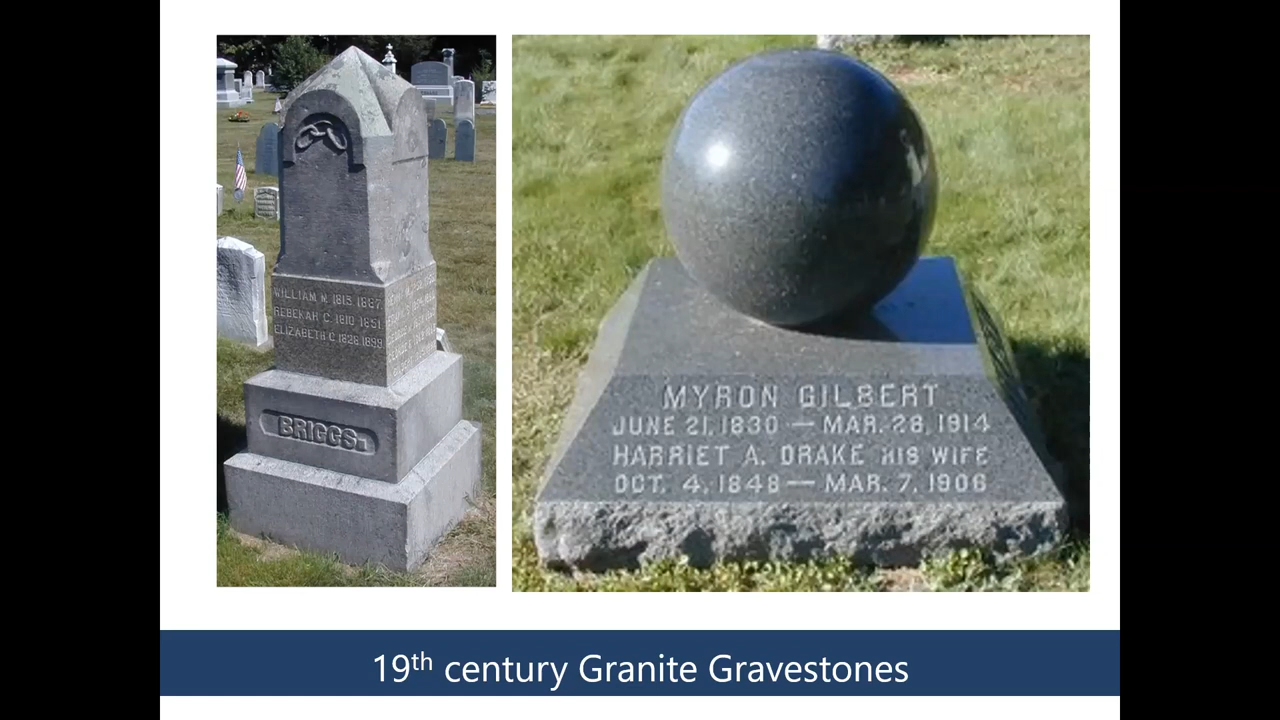 WILLIAM N. 1815 1887.
REBEKAH C. 1810 1851.
ELIZABETH C. 1828 1899.
BRIGGS.
MYRON GILBERT
JUNE 21, 1830 — MAR. 28, 1914
HARRIET A. DRAKE HIS WIFE
OCT. 4, 1848 — MAR. 7, 1906
19th century Granite Gravestones